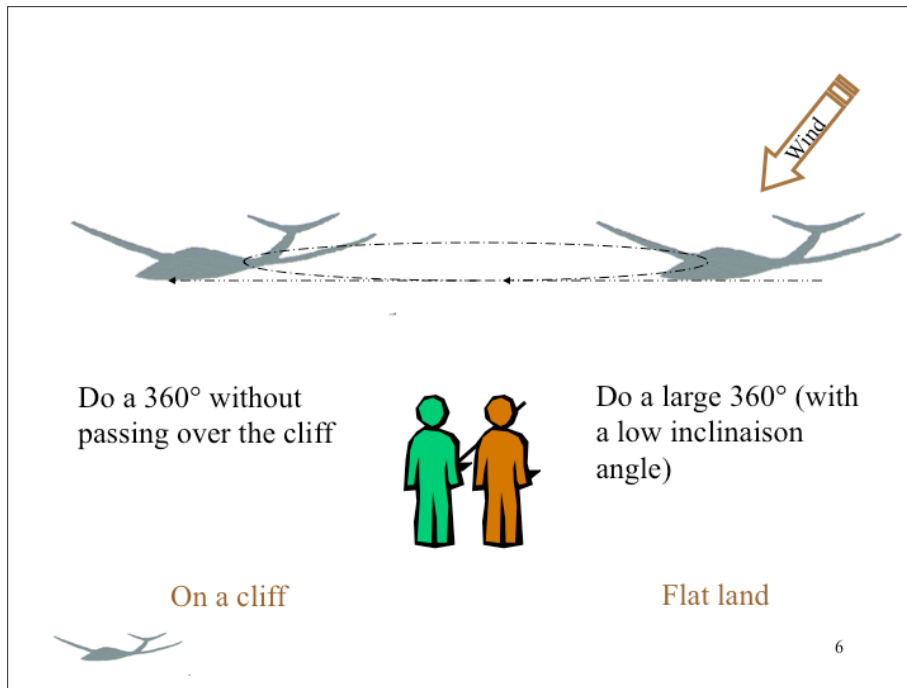 Wind
Do a 360° without
passing over the cliff
Do a large 360° (with
a low inclinaison
angle)
On a cliff
Flat land
6